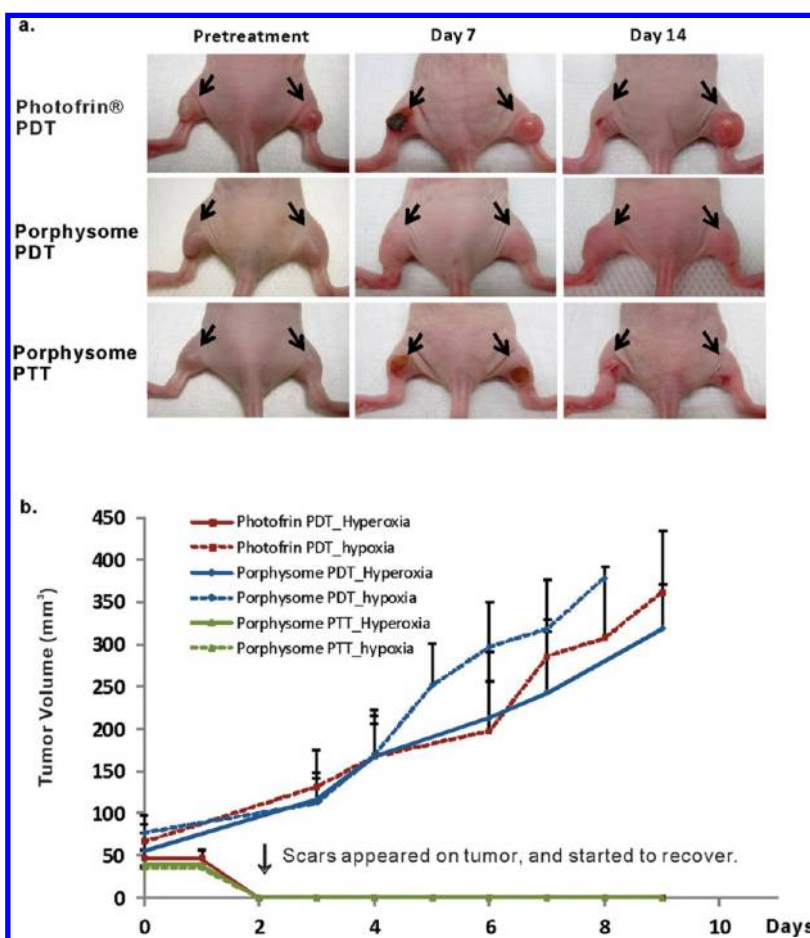 a.
Pretreatment Day 7 Day 14
Photofrin®
PDT
Porphysome
PDT
Porphysome
PTT
b.
450
400
350
300
250
200
150
100
50
0
Tumor Volume (mm³)
Photofrin PDT_Hyperoxia
Photofrin PDT_hypoxia
Porphysome PDT_Hyperoxia
Porphysome PDT_hypoxia
Porphysome PTT_Hyperoxia
Porphysome PTT_hypoxia
Scars appeared on tumor, and started to recover.
0 2 4 6 8 10 Days